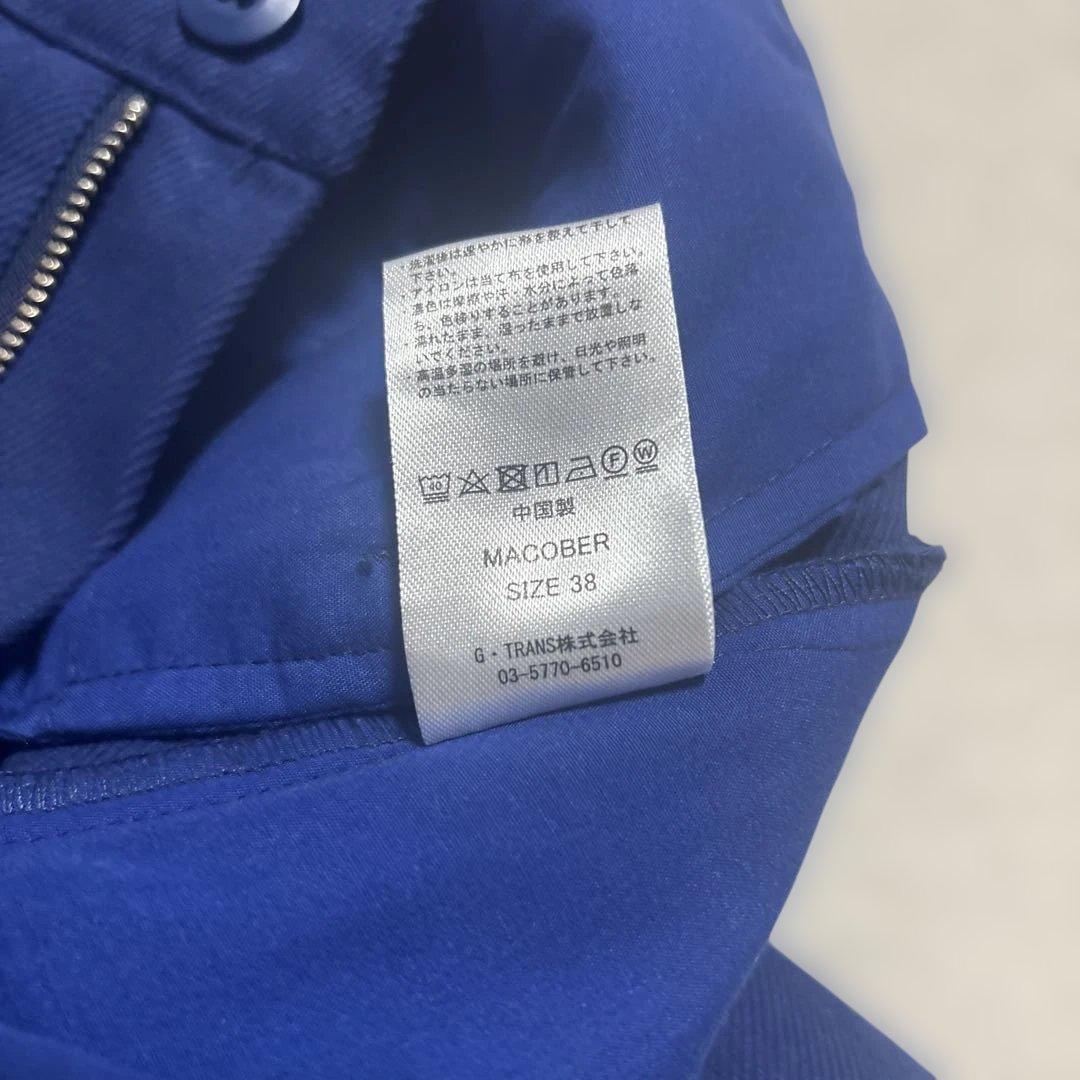 ・洗濯後は速やかに形を整えて干して
下さい。
・アイロンは当て布を使用して下さい。
濃色は摩擦や汗、水分によって色落
ち、色移りすることがあります。
濡れたまま、湿ったままで放置しな
いでください。
高温多湿の場所を避け、日光や照明
の当たらない場所に保管して下さい。
40 F W
中国製
MACOBER
SIZE 38
G・TRANS株式会社
03-5770-6510